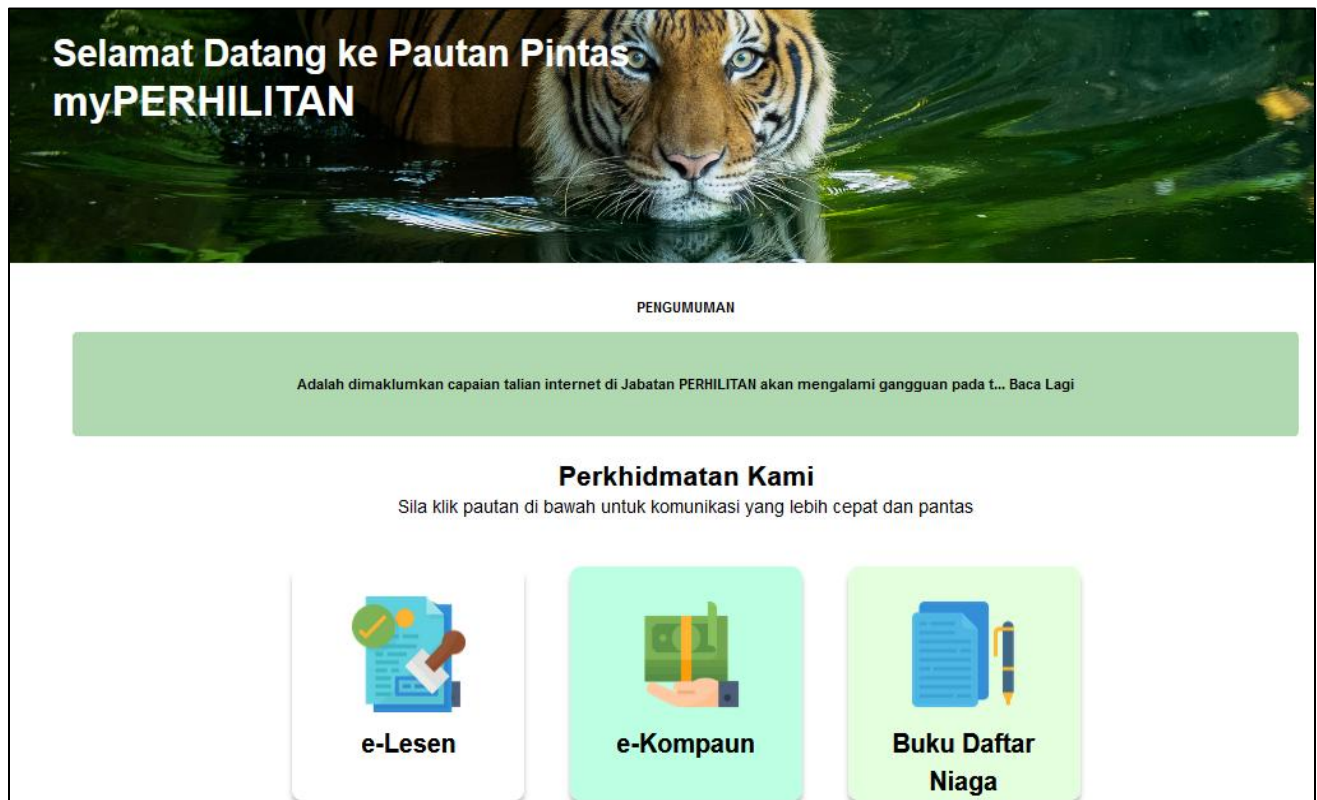 Selamat Datang ke Pautan Pintas
myPERHILITAN
PENGUMUMAN
Adalah dimaklumkan capaian talian internet di Jabatan PERHILITAN akan mengalami gangguan pada t... Baca Lagi
Perkhidmatan Kami
Sila klik pautan di bawah untuk komunikasi yang lebih cepat dan pantas
e-Lesen
e-Kompaun
Buku Daftar
Niaga